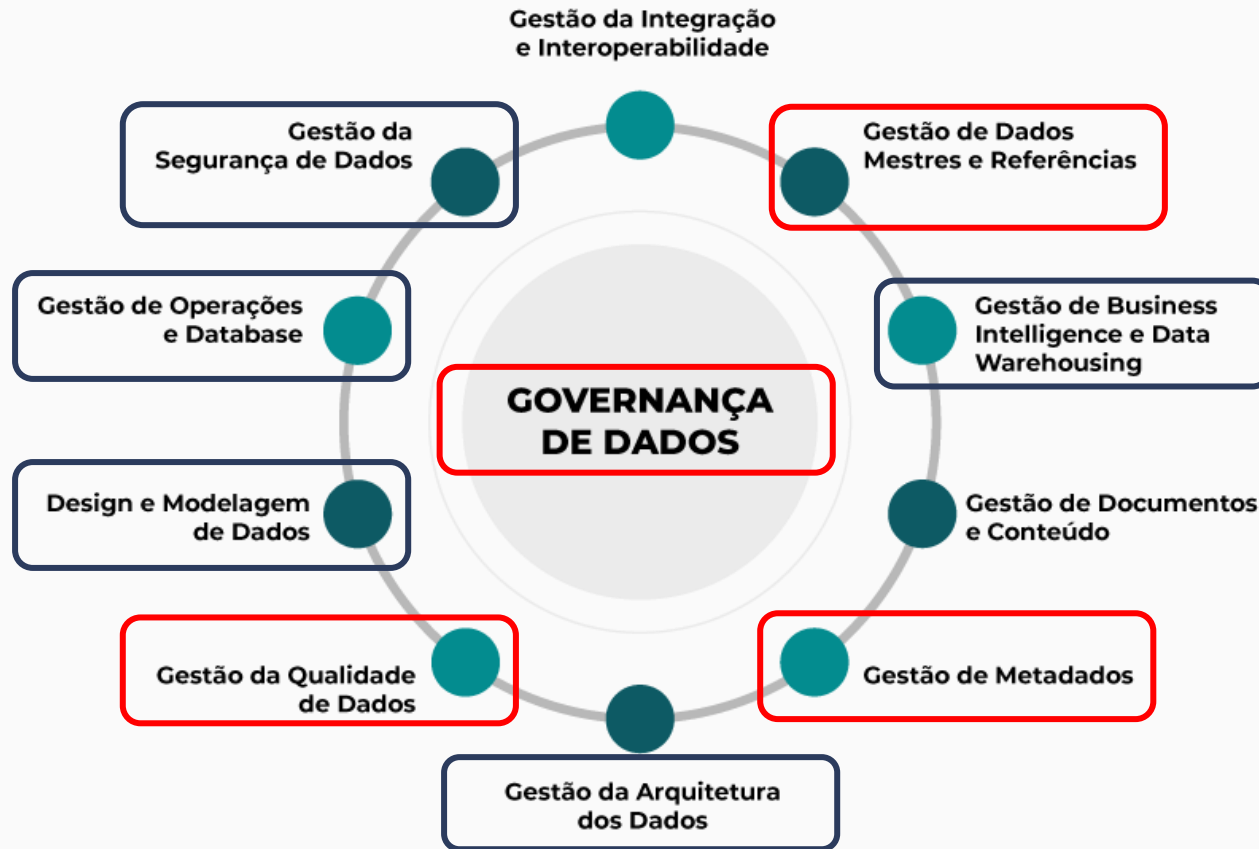 Gestão da Integração
e Interoperabilidade
Gestão da
Segurança de Dados
Gestão de Dados
Mestres e Referências
Gestão de Operações
e Database
Gestão de Business
Intelligence e Data
Warehousing
GOVERNANÇA
DE DADOS
Design e Modelagem
de Dados
Gestão de Documentos
e Conteúdo
Gestão da Qualidade
de Dados
Gestão de Metadados
Gestão da Arquitetura
dos Dados